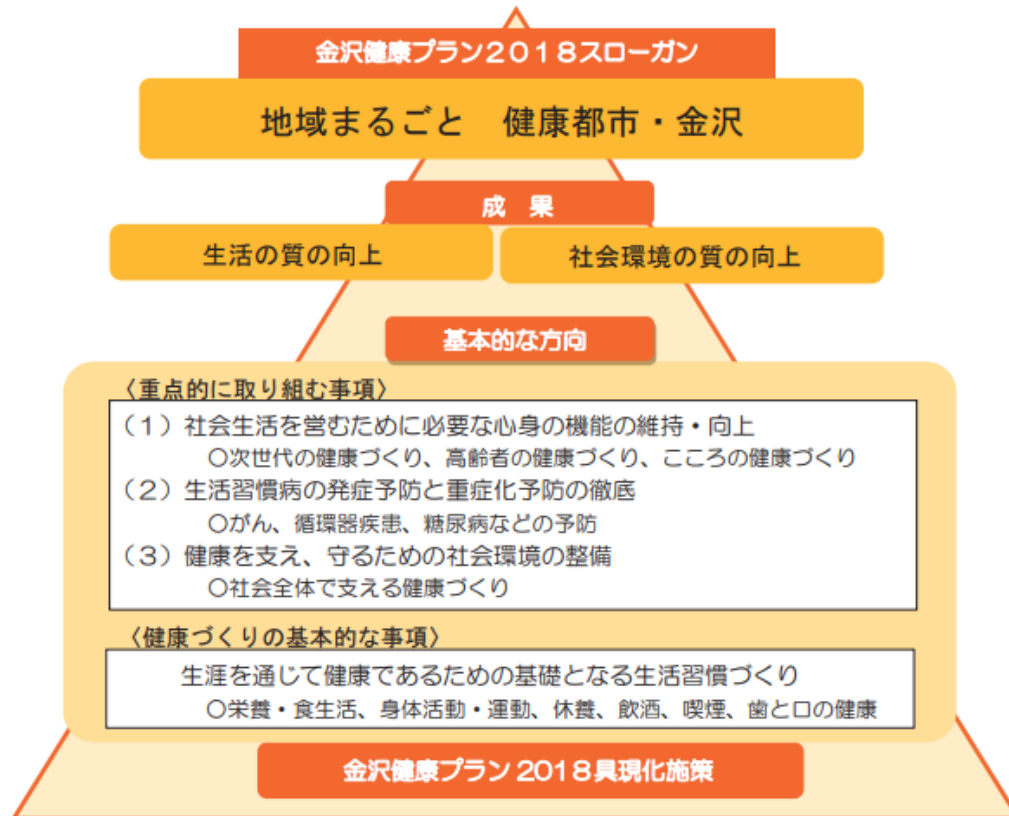 金沢健康プラン2018スローガン
地域まるごと　健康都市・金沢
成　果
生活の質の向上
社会環境の質の向上
基本的な方向
〈重点的に取り組む事項〉
（１）社会生活を営むために必要な心身の機能の維持・向上
○次世代の健康づくり、高齢者の健康づくり、こころの健康づくり
（２）生活習慣病の発症予防と重症化予防の徹底
○がん、循環器疾患、糖尿病などの予防
（３）健康を支え、守るための社会環境の整備
○社会全体で支える健康づくり
〈健康づくりの基本的な事項〉
生涯を通じて健康であるための基礎となる生活習慣づくり
○栄養・食生活、身体活動・運動、休養、飲酒、喫煙、歯と口の健康
金沢健康プラン 2018具現化施策